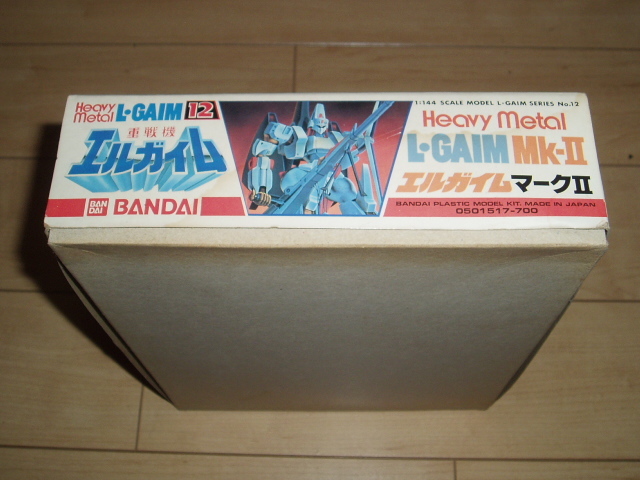 Heavy Metal L·GAIM 12
重戦機
エルガイム
BAN DAI BANDAI
1:144 SCALE MODEL L-GAIM SERIES No.12
Heavy Metal
L·GAIM MK-II
エルガイム マークII
BANDAI PLASTIC MODEL KIT. MADE IN JAPAN
0501517-700